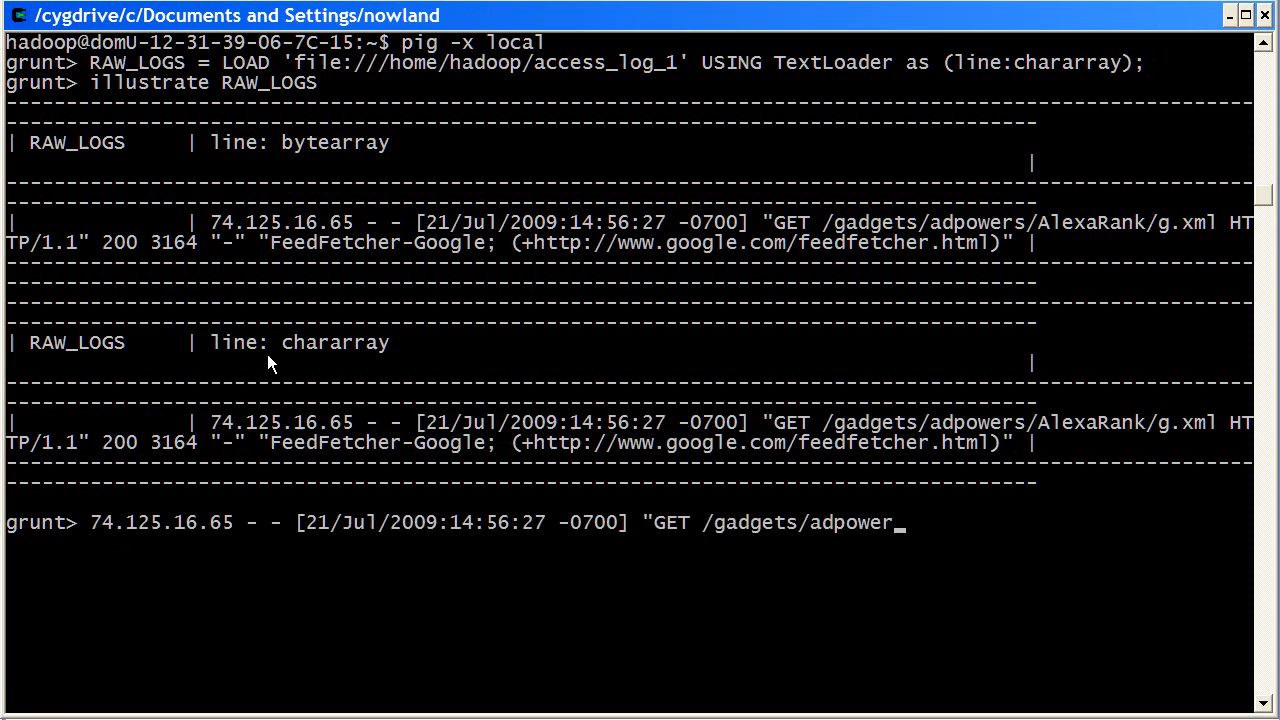 /cygdrive/c/Documents and Settings/nowland
hadoop@domU-12-31-39-06-7C-15:~$ pig -x local
grunt> RAW_LOGS = LOAD 'file:///home/hadoop/access_log_1' USING TextLoader as (line:chararray);
grunt> illustrate RAW_LOGS
--------------------------------------------------------------------------------------------------------
--------------------------------------------------------------------------------------
| RAW_LOGS     | line: bytearray
|
--------------------------------------------------------------------------------------------------------
--------------------------------------------------------------------------------------
|              | 74.125.16.65 - - [21/Jul/2009:14:56:27 -0700] "GET /gadgets/adpowers/AlexaRank/g.xml HT
TP/1.1" 200 3164 "-" "FeedFetcher-Google; (+http://www.google.com/feedfetcher.html)" |
--------------------------------------------------------------------------------------------------------
--------------------------------------------------------------------------------------
--------------------------------------------------------------------------------------------------------
--------------------------------------------------------------------------------------
| RAW_LOGS     | line: chararray
|
--------------------------------------------------------------------------------------------------------
--------------------------------------------------------------------------------------
|              | 74.125.16.65 - - [21/Jul/2009:14:56:27 -0700] "GET /gadgets/adpowers/AlexaRank/g.xml HT
TP/1.1" 200 3164 "-" "FeedFetcher-Google; (+http://www.google.com/feedfetcher.html)" |
--------------------------------------------------------------------------------------------------------
--------------------------------------------------------------------------------------
grunt> 74.125.16.65 - - [21/Jul/2009:14:56:27 -0700] "GET /gadgets/adpower